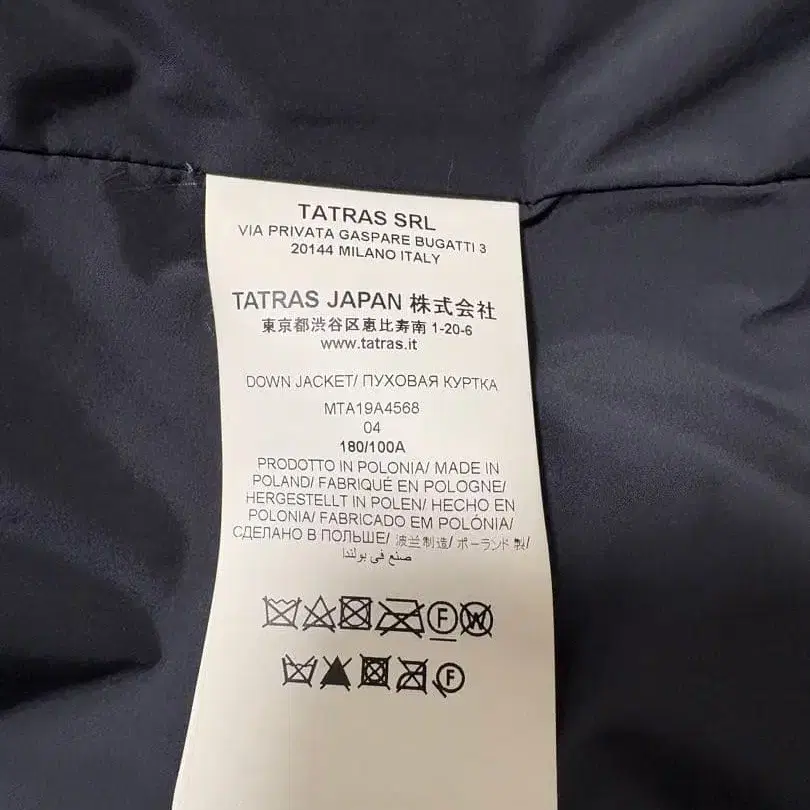 TATRAS SRL
VIA PRIVATA GASPARE BUGATTI 3
20144 MILANO ITALY
TATRAS JAPAN 株式会社
東京都渋谷区恵比寿南 1-20-6
www.tatras.it
DOWN JACKET/ ПУХОВАЯ КУРТКА
MTA19A4568
04
180/100A
PRODOTTO IN POLONIA/ MADE IN
POLAND/ FABRIQUÉ EN POLOGNE/
HERGESTELLT IN POLEN/ HECHO EN
POLONIA/ FABRICADO EM POLÓNIA/
СДЕЛАНО В ПОЛЬШЕ/ 波兰制造/ ポーランド 製/
صنع في بولندا
F W
F